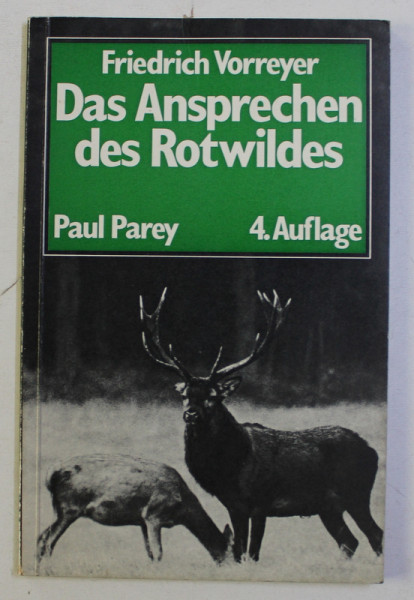 Friedrich Vorreyer
Das Ansprechen
des Rotwildes
Paul Parey 4. Auflage